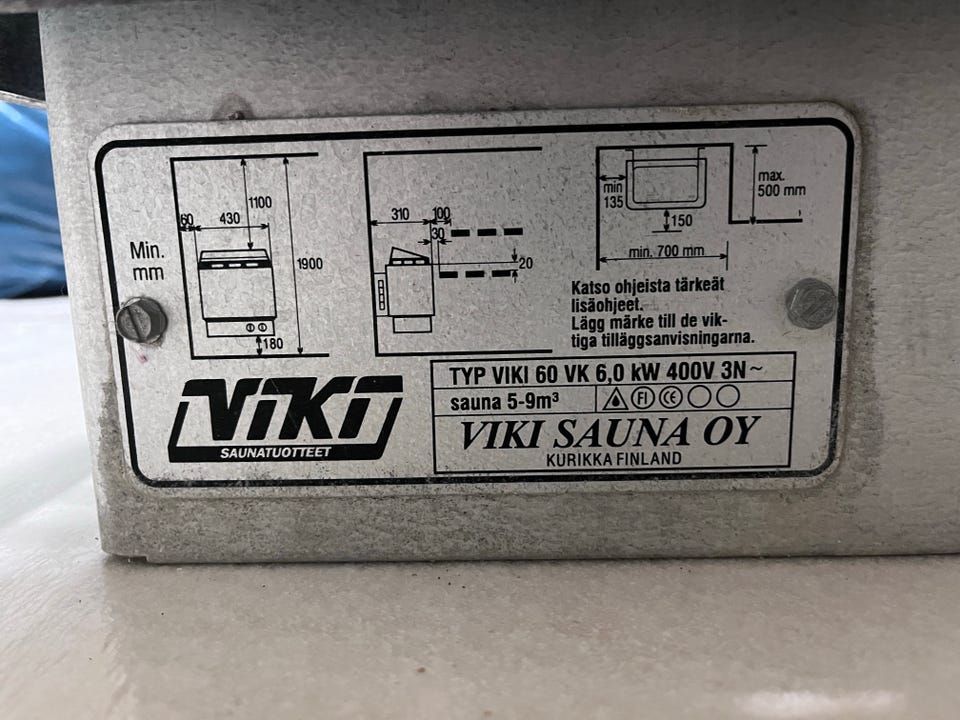 Min.
mm
60
430
1100
1900
180
310
100
30
20
min
135
150
min. 700 mm
max.
500 mm
Katso ohjeista tärkeät
lisäohjeet.
Lägg märke till de vik-
tiga tilläggsanvisningarna.
VIKI
SAUNATUOTTEET
TYP VIKI 60 VK 6,0 kW 400V 3N~
sauna 5-9m³
FI CE
VIKI SAUNA OY
KURIKKA FINLAND